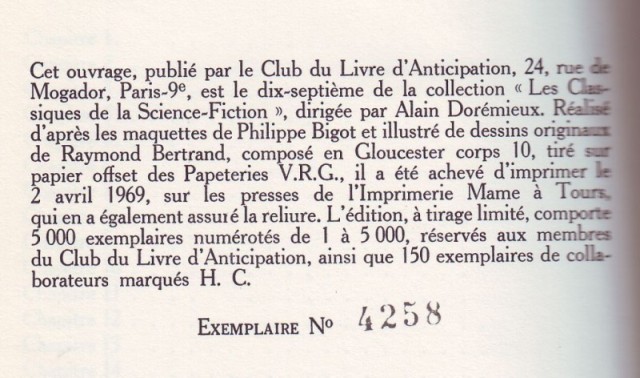 Cet ouvrage, publié par le Club du Livre d'Anticipation, 24, rue de
Mogador, Paris-9e, est le dix-septième de la collection « Les Clas-
siques de la Science-Fiction », dirigée par Alain Dorémieux. Réalisé
d'après les maquettes de Philippe Bigot et illustré de dessins originaux
de Raymond Bertrand, composé en Gloucester corps 10, tiré sur
papier offset des Papeteries V.R.G., il a été achevé d'imprimer le
2 avril 1969, sur les presses de l'Imprimerie Mame à Tours,
qui en a également assuré la reliure. L'édition, à tirage limité, comporte
5 000 exemplaires numérotés de 1 à 5 000, réservés aux membres
du Club du Livre d'Anticipation, ainsi que 150 exemplaires de colla-
borateurs marqués H. C.
EXEMPLAIRE No 4258